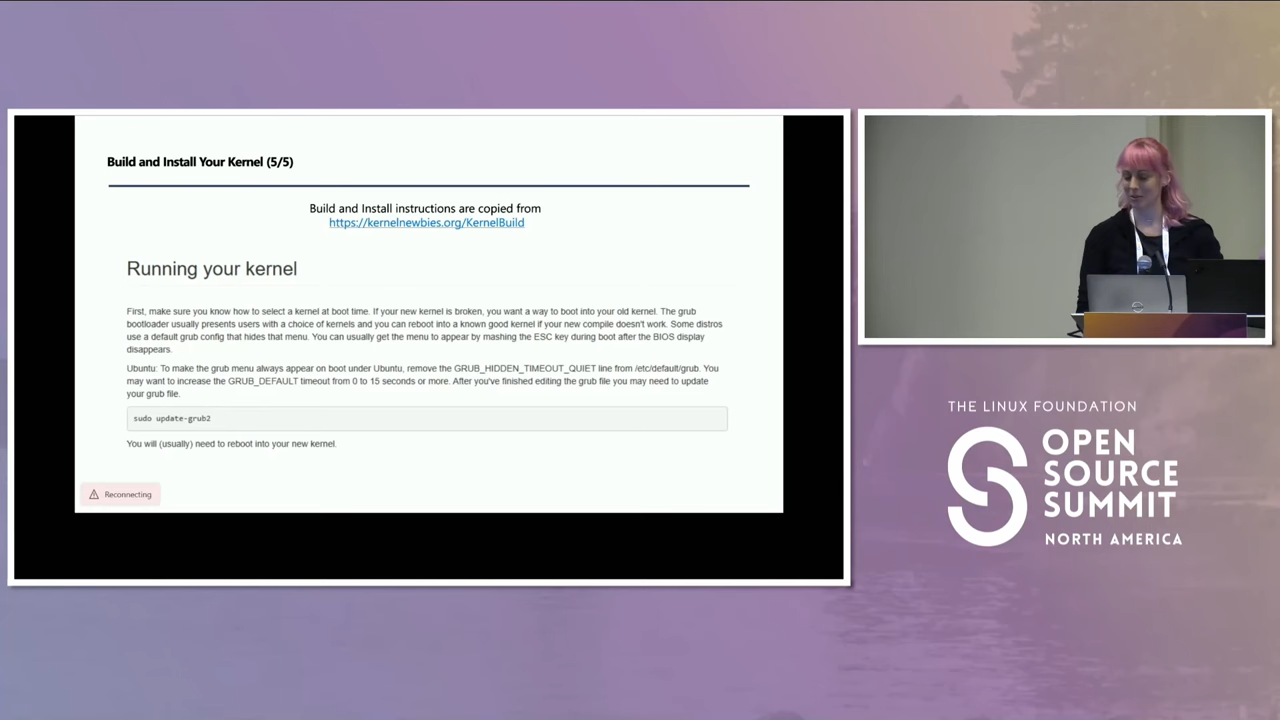 Build and Install Your Kernel (5/5)
Build and Install instructions are copied from
https://kernelnewbies.org/KernelBuild
Running your kernel
First, make sure you know how to select a kernel at boot time. If your new kernel is broken, you want a way to boot into your old kernel. The grub
bootloader usually presents users with a choice of kernels and you can reboot into a known good kernel if your new compile doesn't work. Some distros
use a default grub config that hides that menu. You can usually get the menu to appear by mashing the ESC key during boot after the BIOS display
disappears.
Ubuntu: To make the grub menu always appear on boot under Ubuntu, remove the GRUB_HIDDEN_TIMEOUT_QUIET line from /etc/default/grub. You
may want to increase the GRUB_DEFAULT timeout from 0 to 15 seconds or more. After you've finished editing the grub file you may need to update
your grub file.
sudo update-grub2
You will (usually) need to reboot into your new kernel.
Reconnecting
THE LINUX FOUNDATION
OPEN
SOURCE
SUMMIT
NORTH AMERICA